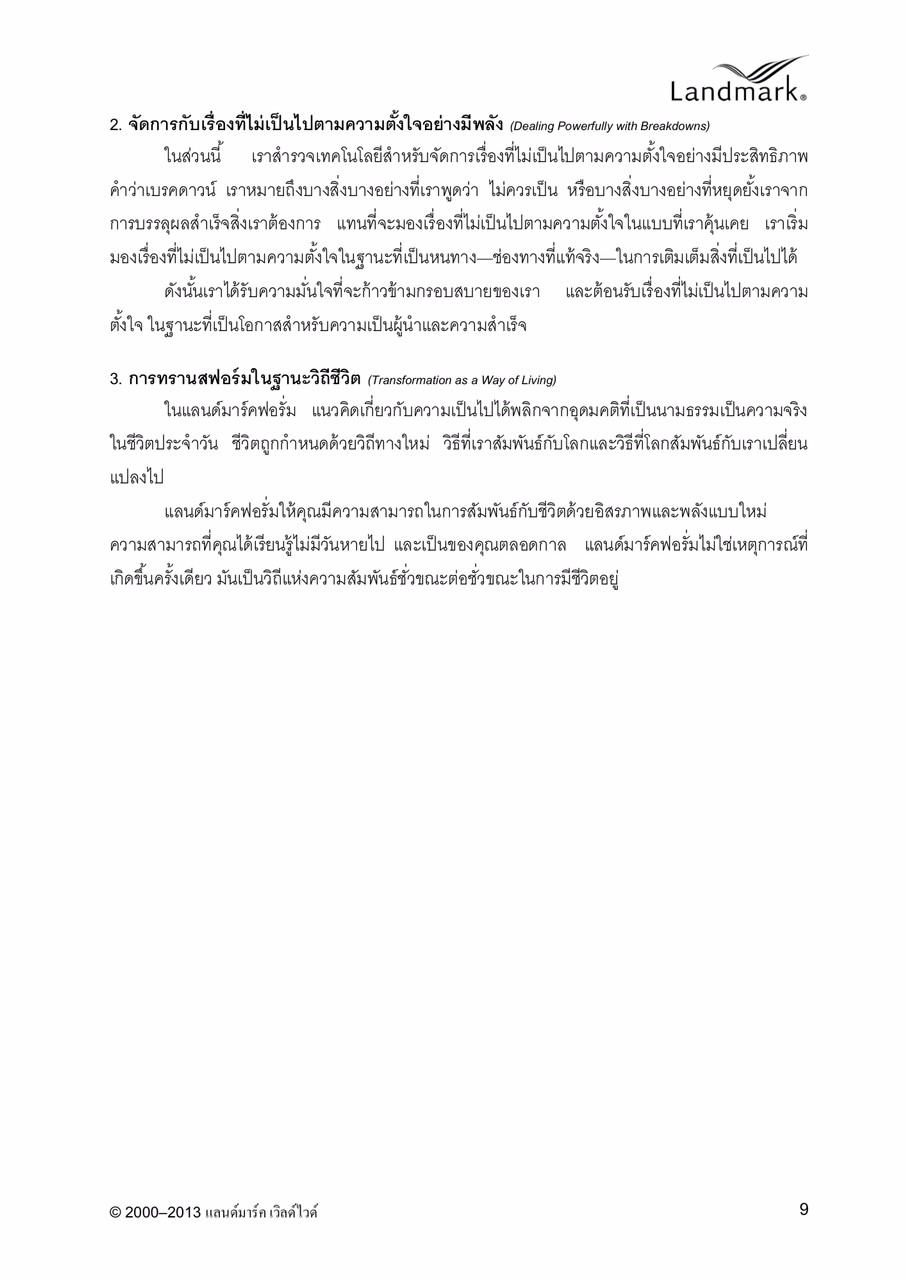 Landmark®
2. จัดการกับเรื่องที่ไม่เป็นไปตามความตั้งใจอย่างมีพลัง (Dealing Powerfully with Breakdowns)
ในส่วนนี้ เราสำรวจเทคโนโลยีสำหรับจัดการเรื่องที่ไม่เป็นไปตามความตั้งใจอย่างมีประสิทธิภาพ
คำว่าเบรคดาวน์ เราหมายถึงบางสิ่งบางอย่างที่เราพูดว่า ไม่ควรเป็น หรือบางสิ่งบางอย่างที่หยุดยั้งเราจาก
การบรรลุผลสำเร็จสิ่งเราต้องการ แทนที่จะมองเรื่องที่ไม่เป็นไปตามความตั้งใจในแบบที่เราคุ้นเคย เราเริ่ม
มองเรื่องที่ไม่เป็นไปตามความตั้งใจในฐานะที่เป็นหนทาง—ช่องทางที่แท้จริง—ในการเติมเต็มสิ่งที่เป็นไปได้
ดังนั้นเราได้รับความมั่นใจที่จะก้าวข้ามกรอบสบายของเรา และต้อนรับเรื่องที่ไม่เป็นไปตามความ
ตั้งใจ ในฐานะที่เป็นโอกาสสำหรับความเป็นผู้นำและความสำเร็จ
3. การทรานสฟอร์มในฐานะวิถีชีวิต (Transformation as a Way of Living)
ในแลนด์มาร์คฟอรั่ม แนวคิดเกี่ยวกับความเป็นไปได้พลิกจากอุดมคติที่เป็นนามธรรมเป็นความจริง
ในชีวิตประจำวัน ชีวิตถูกกำหนดด้วยวิถีทางใหม่ วิธีที่เราสัมพันธ์กับโลกและวิธีที่โลกสัมพันธ์กับเราเปลี่ยน
แปลงไป
แลนด์มาร์คฟอรั่มให้คุณมีความสามารถในการสัมพันธ์กับชีวิตด้วยอิสรภาพและพลังแบบใหม่
ความสามารถที่คุณได้เรียนรู้ไม่มีวันหายไป และเป็นของคุณตลอดกาล แลนด์มาร์คฟอรั่มไม่ใช่เหตุการณ์ที่
เกิดขึ้นครั้งเดียว มันเป็นวิถีแห่งความสัมพันธ์ชั่วขณะต่อชั่วขณะในการมีชีวิตอยู่
© 2000–2013 แลนด์มาร์ค เวิลด์ไวด์
9